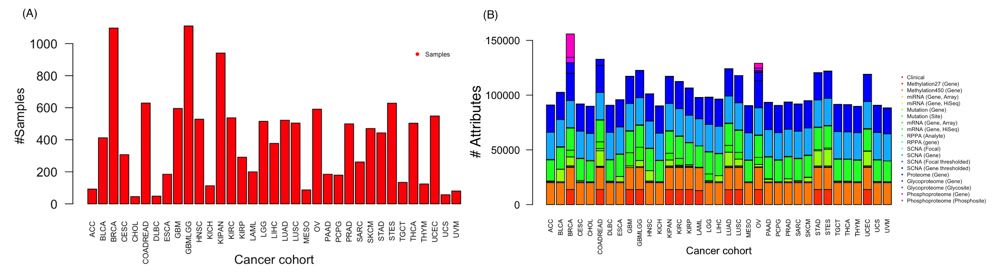 (A)
#Samples
1000
800
600
400
200
0
Samples
ACC
BLCA
BRCA
CESC
CHOL
COADREAD
DLBC
ESCA
GBM
GBMLGG
HNSC
KICH
KIPAN
KIRC
KIRP
LAML
LGG
LIHC
LUAD
LUSC
MESO
OV
PAAD
PCPG
PRAD
SARC
SKCM
STAD
STES
TGCT
THCA
THYM
UCEC
UCS
UVM
Cancer cohort
(B)
# Attributes
150000
100000
50000
0
ACC
BLCA
BRCA
CESC
CHOL
COADREAD
DLBC
ESCA
GBM
GBMLGG
HNSC
KICH
KIPAN
KIRC
KIRP
LAML
LGG
LIHC
LUAD
LUSC
MESO
OV
PAAD
PCPG
PRAD
SARC
SKCM
STAD
STES
TGCT
THCA
THYM
UCEC
UCS
UVM
Cancer cohort
Clinical
Methylation27 (Gene)
Methylation450 (Gene)
miRNA (Gene, Array)
miRNA (Gene, HiSeq)
Mutation (Gene)
Mutation (Site)
mRNA (Gene, Array)
mRNA (Gene, HiSeq)
RPPA (Analyte)
RPPA (gene)
SCNA (Focal)
SCNA (Gene)
SCNA (Focal thresholded)
SCNA (Gene thresholded)
Proteome (Gene)
Glycoproteome (Gene)
Glycoproteome (Glycosite)
Phosphoproteome (Gene)
Phosphoproteome (Phosphosite)